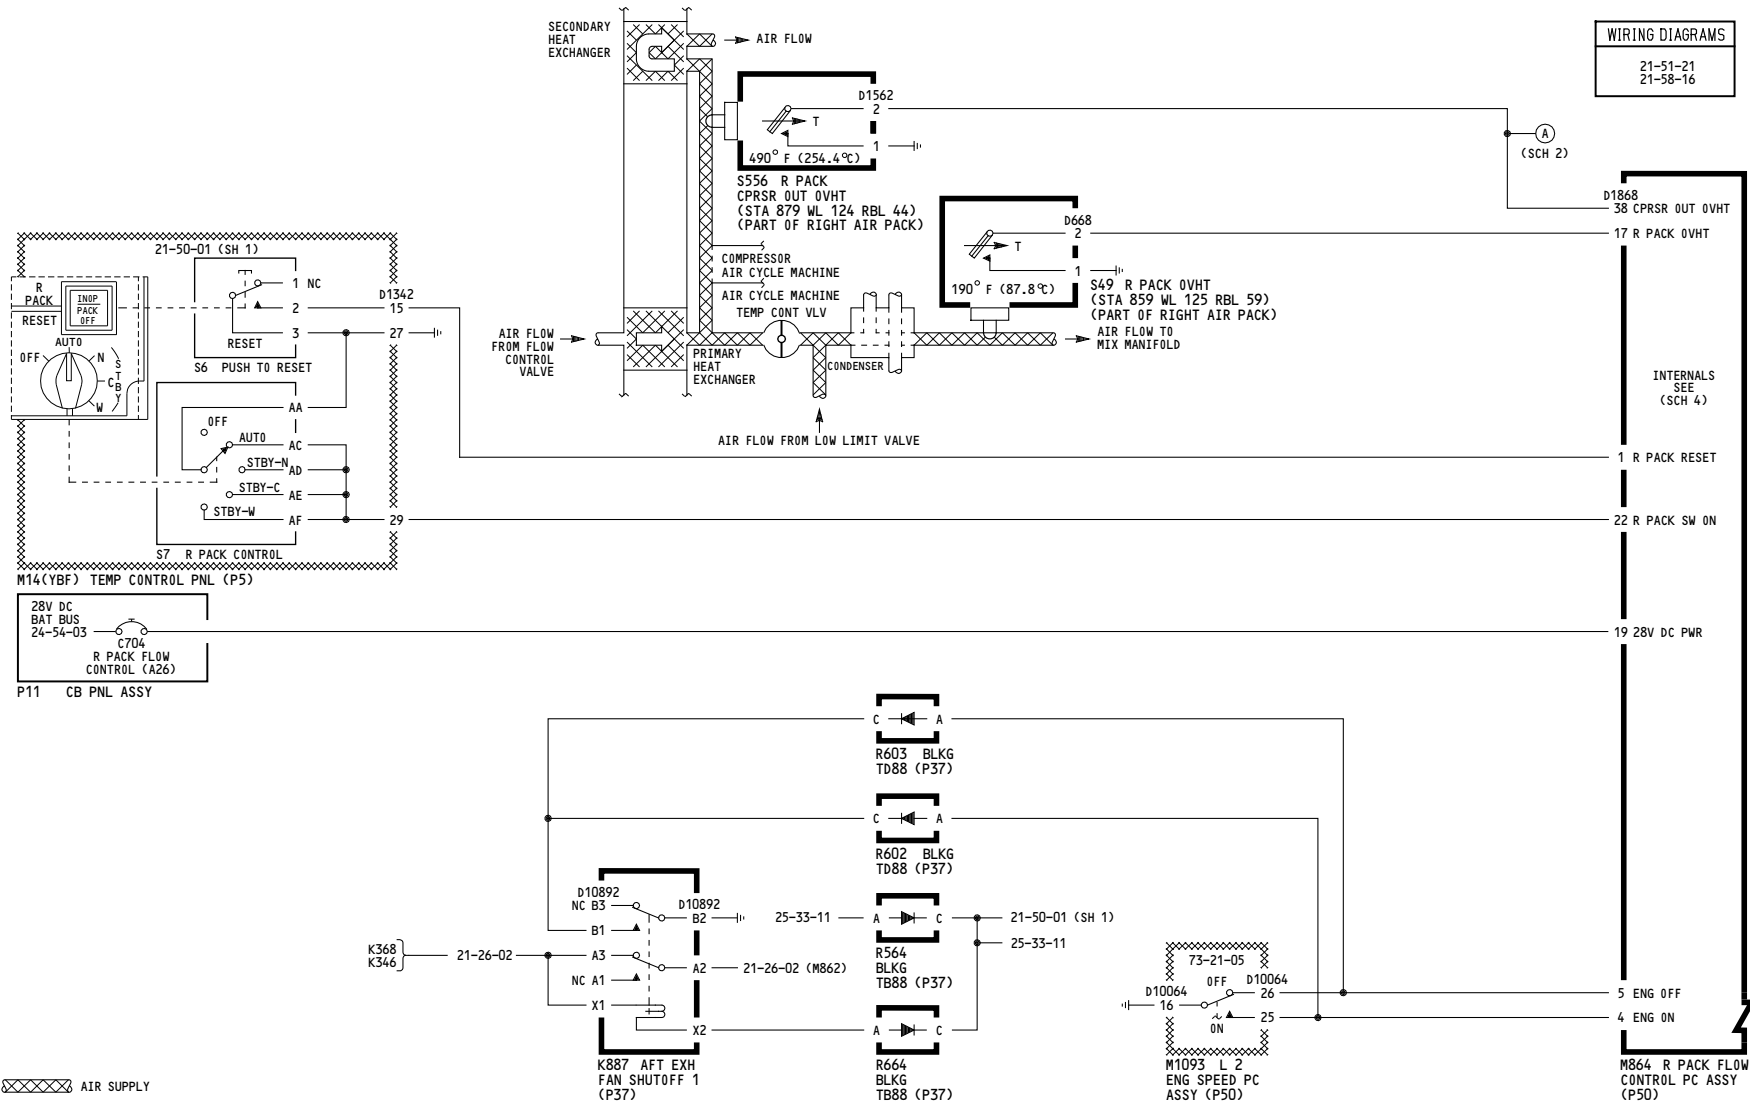 SECONDARY
HEAT
EXCHANGER
AIR FLOW
WIRING DIAGRAMS
21-51-21
21-58-16
D1562
2
T
1
490° F (254.4°C)
S556 R PACK
CPRSR OUT OVHT
(STA 879 WL 124 RBL 44)
(PART OF RIGHT AIR PACK)
A
(SCH 2)
D1868
38 CPRSR OUT OVHT
17 R PACK OVHT
D668
2
T
1
190° F (87.8°C)
S49 R PACK OVHT
(STA 859 WL 125 RBL 59)
(PART OF RIGHT AIR PACK)
COMPRESSOR
AIR CYCLE MACHINE
AIR CYCLE MACHINE
TEMP CONT VLV
AIR FLOW
FROM FLOW
CONTROL
VALVE
PRIMARY
HEAT
EXCHANGER
CONDENSER
AIR FLOW TO
MIX MANIFOLD
AIR FLOW FROM LOW LIMIT VALVE
21-50-01 (SH 1)
R
PACK
RESET
INOP
PACK
OFF
AUTO
OFF
N
C
W
STBY
1 NC
2
3
RESET
S6 PUSH TO RESET
D1342
15
27
OFF
AUTO
STBY-N
STBY-C
STBY-W
AA
AC
AD
AE
AF
29
S7 R PACK CONTROL
M14(YBF) TEMP CONTROL PNL (P5)
INTERNALS
SEE
(SCH 4)
1 R PACK RESET
22 R PACK SW ON
28V DC
BAT BUS
24-54-03
C704
R PACK FLOW
CONTROL (A26)
P11 CB PNL ASSY
19 28V DC PWR
C A
R603 BLKG
TD88 (P37)
C A
R602 BLKG
TD88 (P37)
D10892
NC B3
D10892
B2
B1
K368
K346
21-26-02
A3
A2
21-26-02 (M862)
NC A1
X1
X2
K887 AFT EXH
FAN SHUTOFF 1
(P37)
25-33-11
A C
21-50-01 (SH 1)
25-33-11
R564
BLKG
TB88 (P37)
A C
R664
BLKG
TB88 (P37)
73-21-05
D10064
16
OFF
ON
D10064
26
25
M1093 L 2
ENG SPEED PC
ASSY (P50)
5 ENG OFF
4 ENG ON
M864 R PACK FLOW
CONTROL PC ASSY
(P50)
AIR SUPPLY